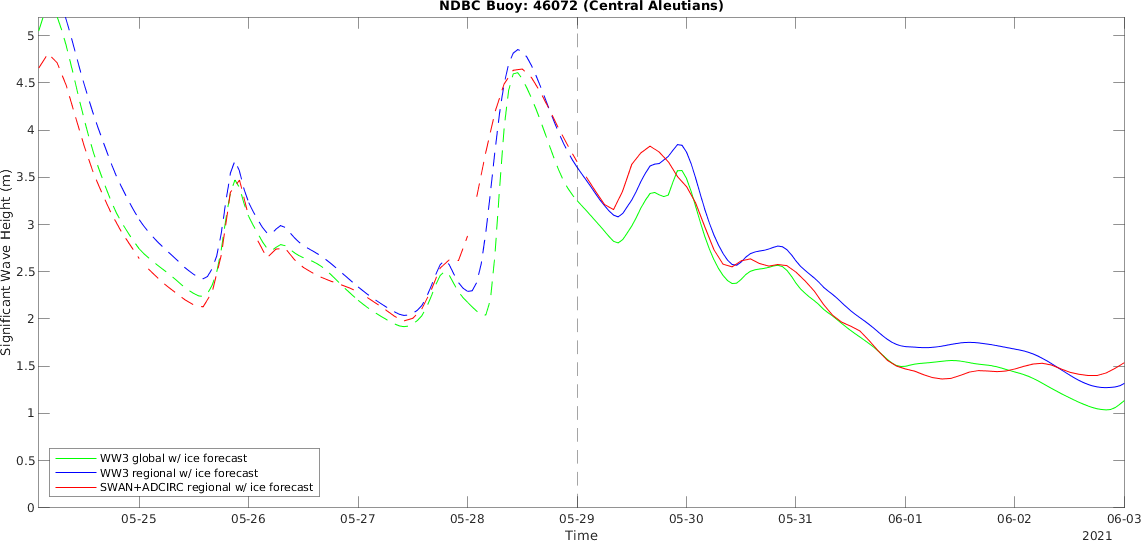 NDBC Buoy: 46072 (Central Aleutians)
5
4.5
4
3.5
3
2.5
2
1.5
1
0.5
0
Significant Wave Height (m)
WW3 global w/ ice forecast
WW3 regional w/ ice forecast
SWAN+ADCIRC regional w/ ice forecast
05-25 05-26 05-27 05-28 05-29 05-30 05-31 06-01 06-02 06-03
Time
2021